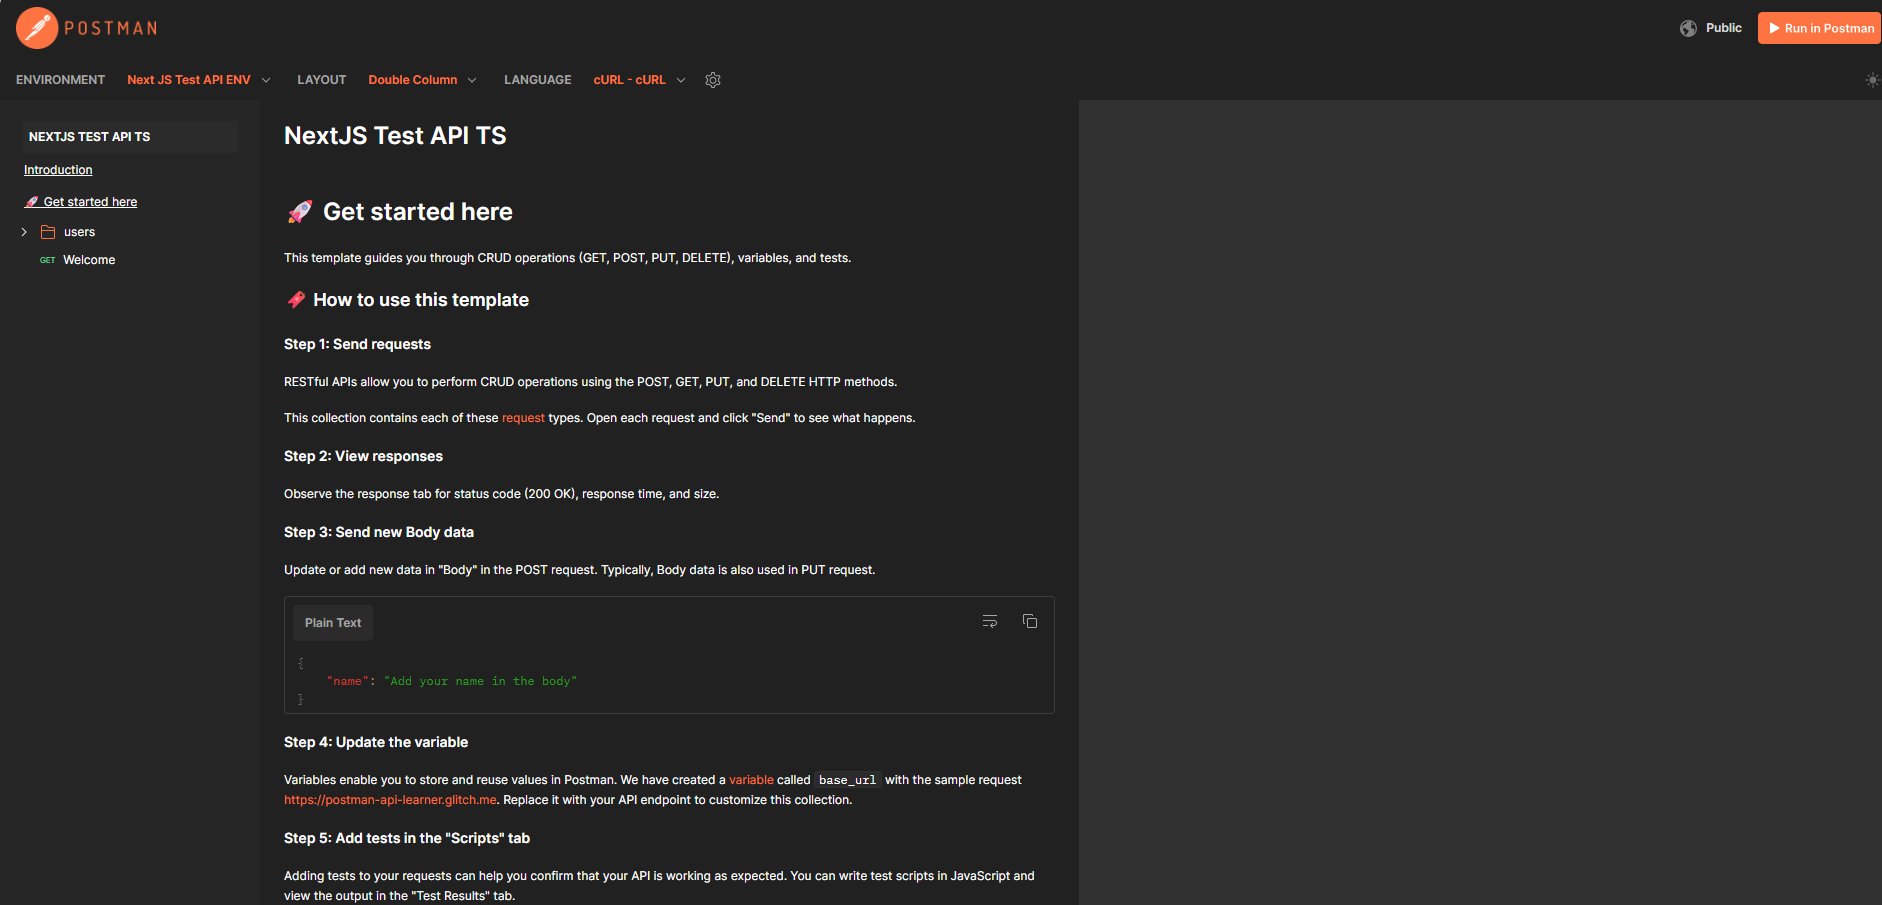 POSTMAN
Public
Run in Postman
ENVIRONMENT Next JS Test API ENV LAYOUT Double Column LANGUAGE cURL - cURL
NEXTJS TEST API TS
Introduction
🚀 Get started here
users
GET Welcome
NextJS Test API TS
🚀 Get started here
This template guides you through CRUD operations (GET, POST, PUT, DELETE), variables, and tests.
🔖 How to use this template
Step 1: Send requests
RESTful APIs allow you to perform CRUD operations using the POST, GET, PUT, and DELETE HTTP methods.
This collection contains each of these request types. Open each request and click "Send" to see what happens.
Step 2: View responses
Observe the response tab for status code (200 OK), response time, and size.
Step 3: Send new Body data
Update or add new data in "Body" in the POST request. Typically, Body data is also used in PUT request.
Plain Text
{
"name": "Add your name in the body"
}
Step 4: Update the variable
Variables enable you to store and reuse values in Postman. We have created a variable called base_url with the sample request
https://postman-api-learner.glitch.me. Replace it with your API endpoint to customize this collection.
Step 5: Add tests in the "Scripts" tab
Adding tests to your requests can help you confirm that your API is working as expected. You can write test scripts in JavaScript and
view the output in the "Test Results" tab.